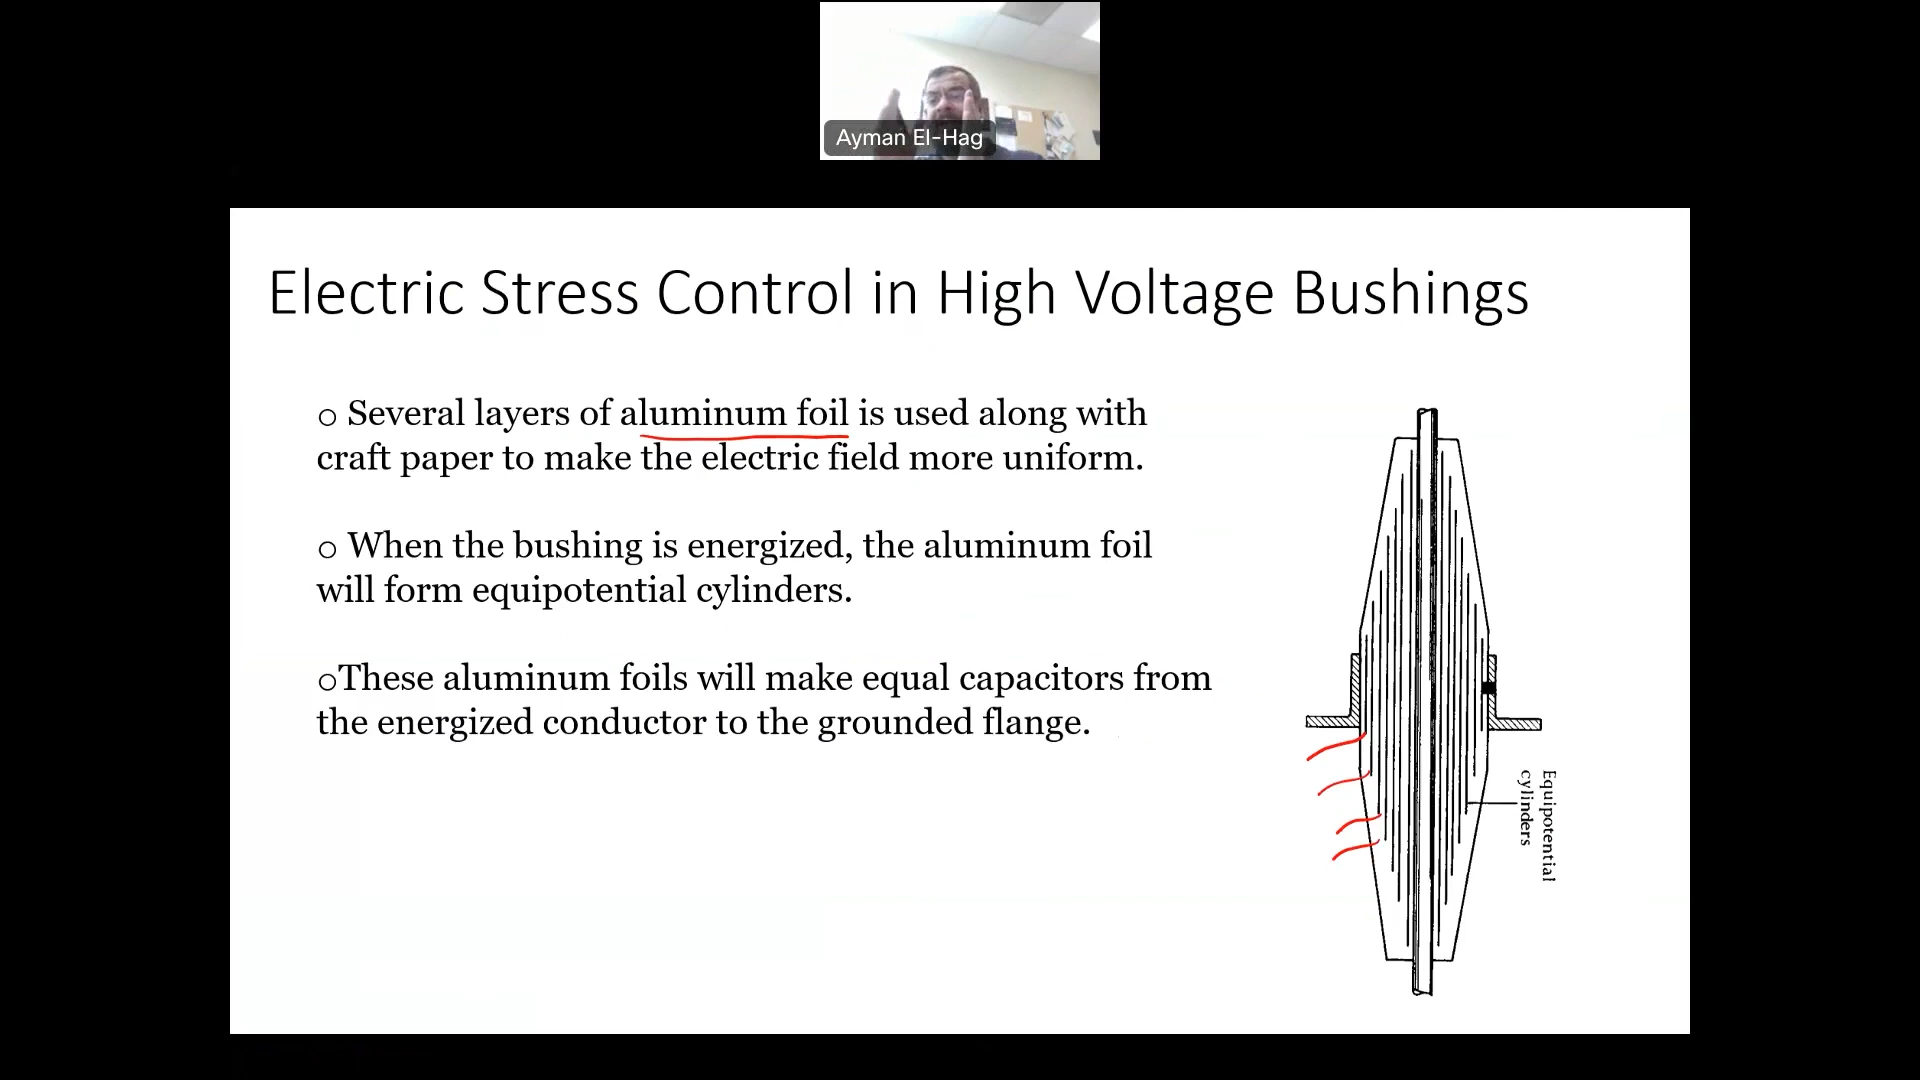 Ayman El-Hag
Electric Stress Control in High Voltage Bushings
o Several layers of aluminum foil is used along with
craft paper to make the electric field more uniform.
o When the bushing is energized, the aluminum foil
will form equipotential cylinders.
oThese aluminum foils will make equal capacitors from
the energized conductor to the grounded flange.
Equipotential
cylinders